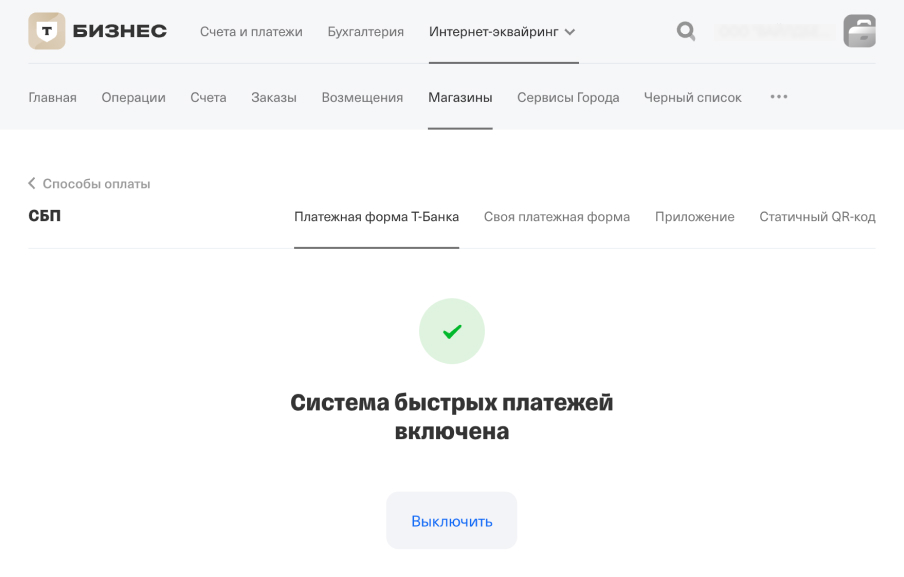 Т БИЗНЕС Счета и платежи Бухгалтерия Интернет-эквайринг
Главная Операции Счета Заказы Возмещения Магазины Сервисы Города Черный список
Способы оплаты
СБП Платежная форма Т-Банка Своя платежная форма Приложение Статичный QR-код
Система быстрых платежей
включена
Выключить